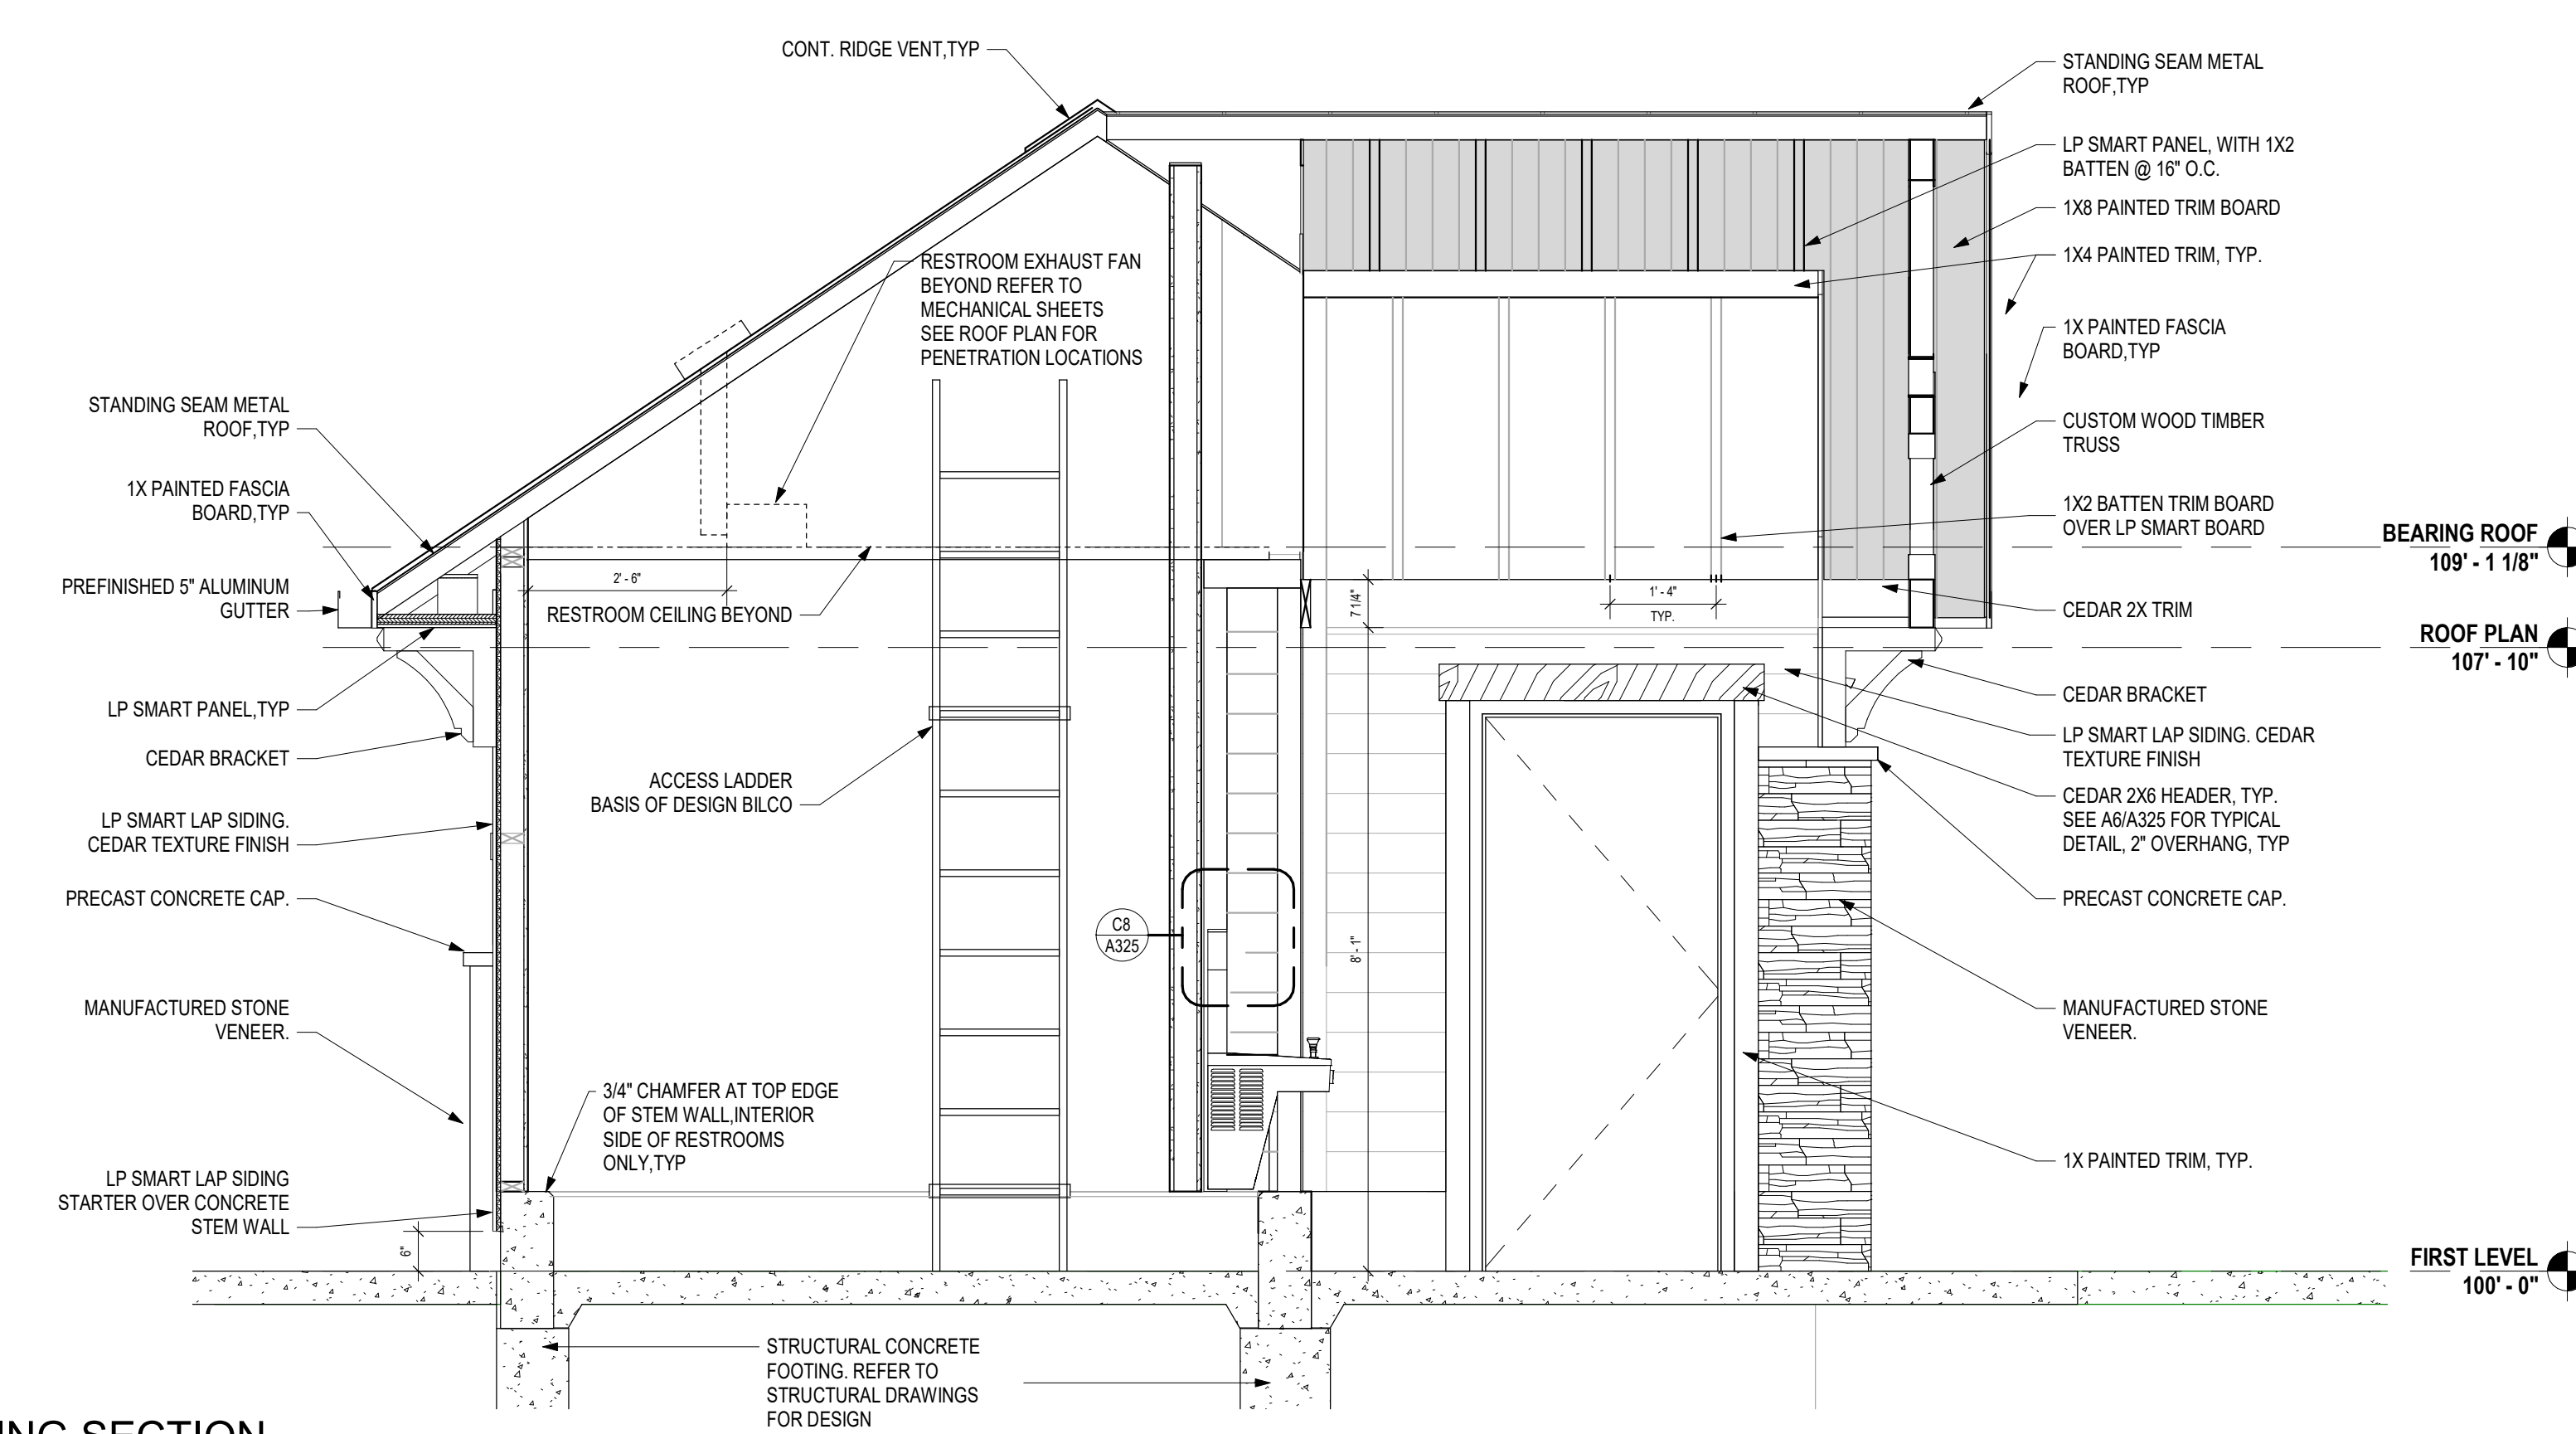 CONT. RIDGE VENT,TYP
STANDING SEAM METAL
ROOF,TYP
LP SMART PANEL, WITH 1X2
BATTEN @ 16" O.C.
1X8 PAINTED TRIM BOARD
1X4 PAINTED TRIM, TYP.
1X PAINTED FASCIA
BOARD,TYP
CUSTOM WOOD TIMBER
TRUSS
1X2 BATTEN TRIM BOARD
OVER LP SMART BOARD
CEDAR 2X TRIM
CEDAR BRACKET
LP SMART LAP SIDING. CEDAR
TEXTURE FINISH
CEDAR 2X6 HEADER, TYP.
SEE A6/A325 FOR TYPICAL
DETAIL, 2" OVERHANG, TYP
PRECAST CONCRETE CAP.
MANUFACTURED STONE
VENEER.
1X PAINTED TRIM, TYP.
BEARING ROOF
109' - 1 1/8"
ROOF PLAN
107' - 10"
FIRST LEVEL
100' - 0"
RESTROOM EXHAUST FAN
BEYOND REFER TO
MECHANICAL SHEETS
SEE ROOF PLAN FOR
PENETRATION LOCATIONS
STANDING SEAM METAL
ROOF,TYP
1X PAINTED FASCIA
BOARD,TYP
PREFINISHED 5" ALUMINUM
GUTTER
LP SMART PANEL,TYP
CEDAR BRACKET
LP SMART LAP SIDING.
CEDAR TEXTURE FINISH
PRECAST CONCRETE CAP.
MANUFACTURED STONE
VENEER.
LP SMART LAP SIDING
STARTER OVER CONCRETE
STEM WALL
2' - 6"
RESTROOM CEILING BEYOND
ACCESS LADDER
BASIS OF DESIGN BILCO
C8
A325
7 1/4"
1' - 4"
TYP.
8' - 1"
6"
3/4" CHAMFER AT TOP EDGE
OF STEM WALL,INTERIOR
SIDE OF RESTROOMS
ONLY,TYP
STRUCTURAL CONCRETE
FOOTING. REFER TO
STRUCTURAL DRAWINGS
FOR DESIGN
SECTION